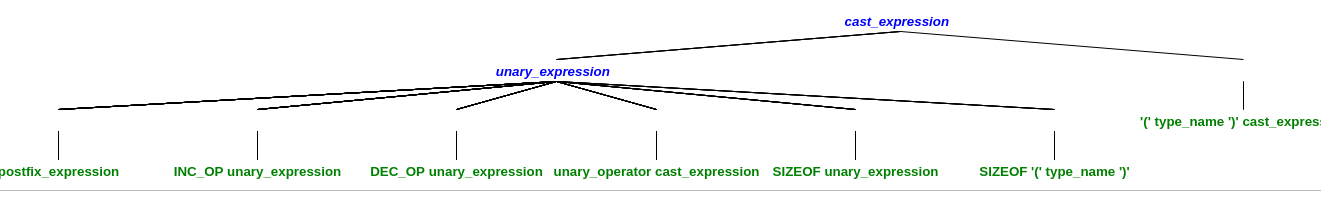 cast_expression
unary_expression
'(' type_name ')' cast_express
postfix_expression INC_OP unary_expression DEC_OP unary_expression unary_operator cast_expression SIZEOF unary_expression SIZEOF '(' type_name ')'